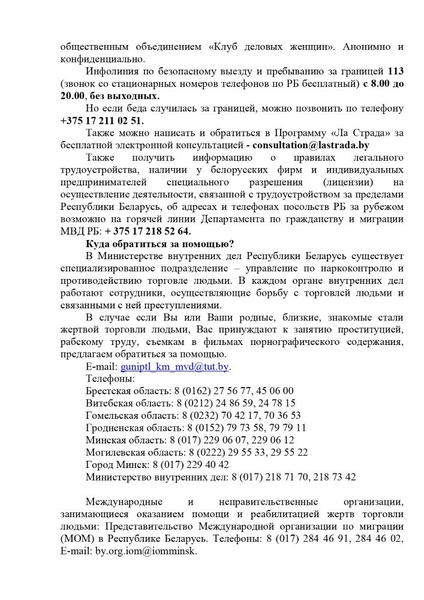 общественным объединением «Клуб деловых женщин». Анонимно и
конфиденциально.
Инфолиния по безопасному выезду и пребыванию за границей 113
(звонок со стационарных номеров телефонов по РБ бесплатный) с 8.00 до
20.00, без выходных.
Но если беда случилась за границей, можно позвонить по телефону
+375 17 211 02 51.
Также можно написать и обратиться в Программу «Ла Страда» за
бесплатной электронной консультацией - consultation@lastrada.by
Также получить информацию о правилах легального
трудоустройства, наличии у белорусских фирм и индивидуальных
предпринимателей специального разрешения (лицензии) на
осуществление деятельности, связанной с трудоустройством за пределами
Республики Беларусь, об адресах и телефонах посольств РБ за рубежом
возможно на горячей линии Департамента по гражданству и миграции
МВД РБ: + 375 17 218 52 64.
Куда обратиться за помощью?
В Министерстве внутренних дел Республики Беларусь существует
специализированное подразделение – управление по наркоконтролю и
противодействию торговле людьми. В каждом органе внутренних дел
работают сотрудники, осуществляющие борьбу с торговлей людьми и
связанными с ней преступлениями.
В случае если Вы или Ваши родные, близкие, знакомые стали
жертвой торговли людьми, Вас принуждают к занятию проституцией,
рабскому труду, съемкам в фильмах порнографического содержания,
предлагаем обратиться за помощью.
E-mail: guniptl_km_mvd@tut.by.
Телефоны:
Брестская область: 8 (0162) 27 56 77, 45 06 00
Витебская область: 8 (0212) 24 86 59, 24 78 15
Гомельская область: 8 (0232) 70 42 17, 70 36 53
Гродненская область: 8 (0152) 79 73 58, 79 79 11
Минская область: 8 (017) 229 06 07, 229 06 12
Могилевская область: 8 (0222) 29 55 33, 29 55 22
Город Минск: 8 (017) 229 40 42
Министерство внутренних дел: 8 (017) 218 71 70, 218 73 42
Международные и неправительственные организации,
занимающиеся оказанием помощи и реабилитацией жертв торговли
людьми: Представительство Международной организации по миграции
(МОМ) в Республике Беларусь. Телефоны: 8 (017) 284 46 91, 284 46 02,
E-mail: by.org.iom@iomminsk.